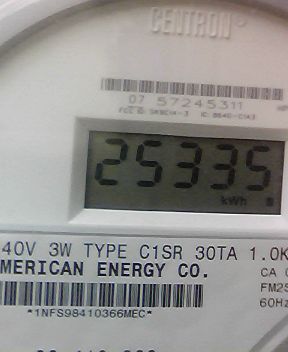 CENTRON®
07 57245311
25335
kWh
40V 3W TYPE C1SR 30TA 1.0K
MERICAN ENERGY CO.
CA
FM2S
60Hz
*1NFS98410366MEC*